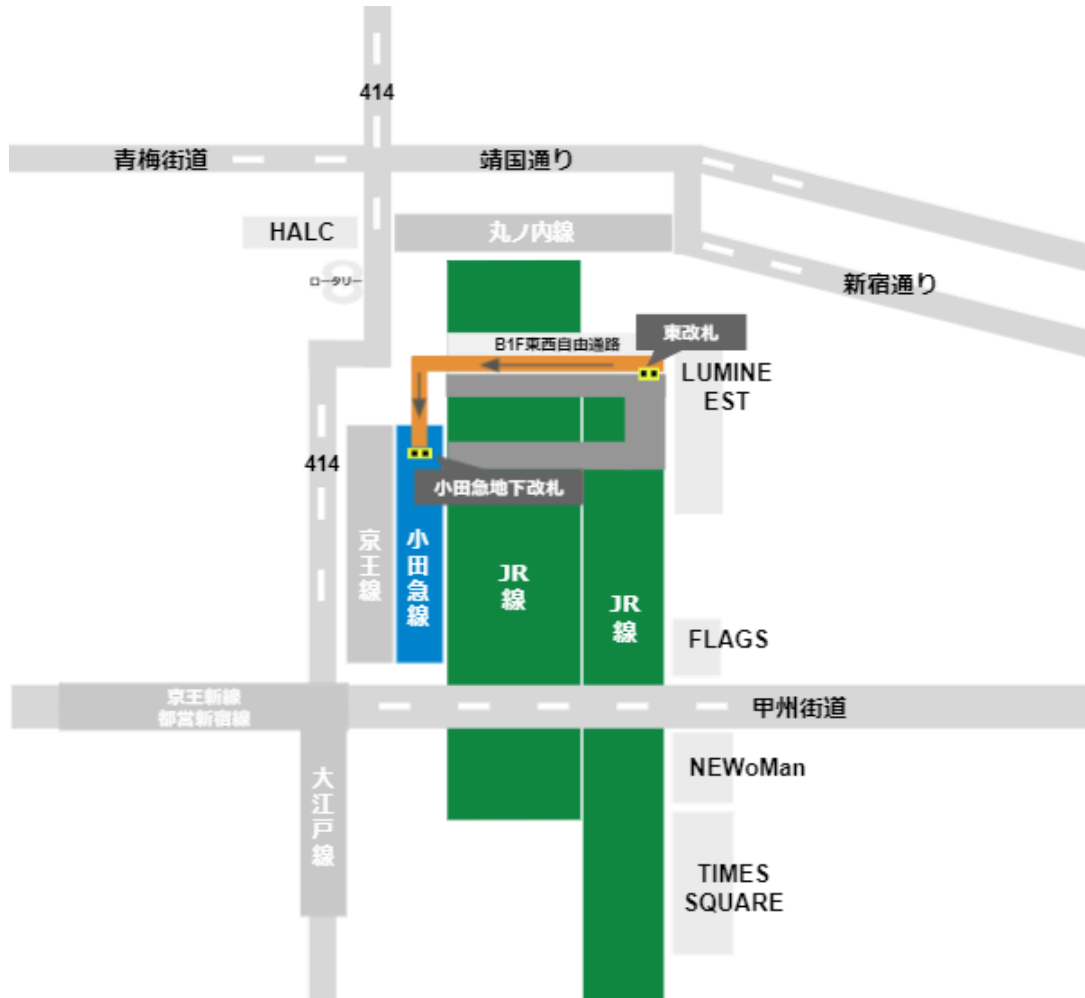 414
青梅街道
靖国通り
HALC
丸ノ内線
ロータリー
新宿通り
東改札
B1F東西自由通路
LUMINE
EST
414
小田急地下改札
京王線
小田急線
JR
線
JR
線
FLAGS
京王新線
都営新宿線
甲州街道
NEWoMan
大江戸線
TIMES
SQUARE